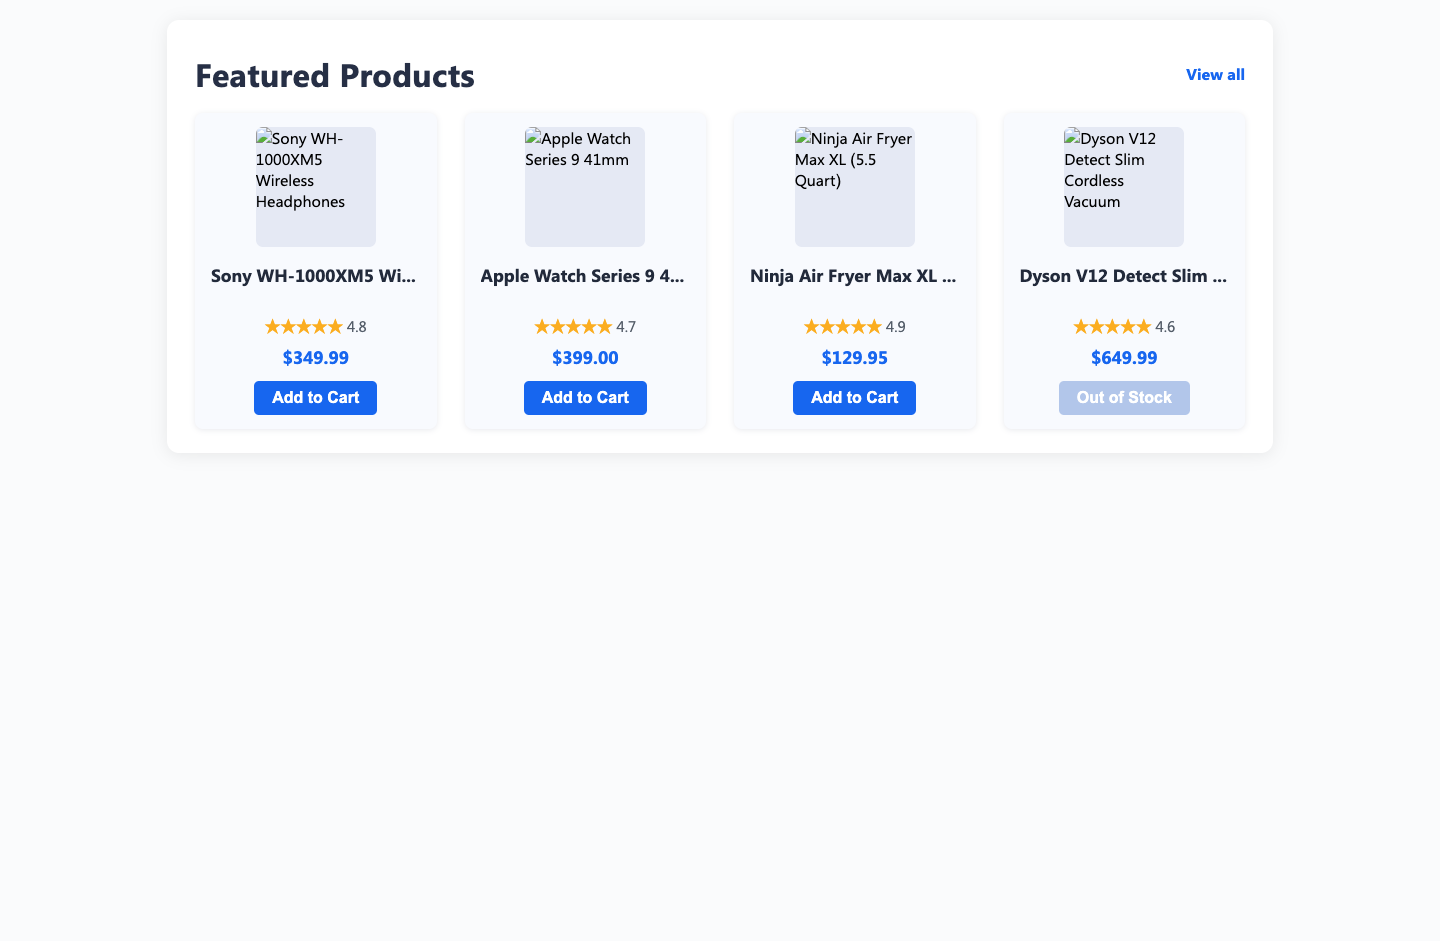 Featured Products
View all
Sony WH-
1000XM5
Wireless
Headphones
Sony WH-1000XM5 Wi...
★★★★★ 4.8
$349.99
Add to Cart
Apple Watch
Series 9 41mm
Apple Watch Series 9 4...
★★★★★ 4.7
$399.00
Add to Cart
Ninja Air Fryer
Max XL (5.5
Quart)
Ninja Air Fryer Max XL ...
★★★★★ 4.9
$129.95
Add to Cart
Dyson V12
Detect Slim
Cordless
Vacuum
Dyson V12 Detect Slim ...
★★★★★ 4.6
$649.99
Out of Stock